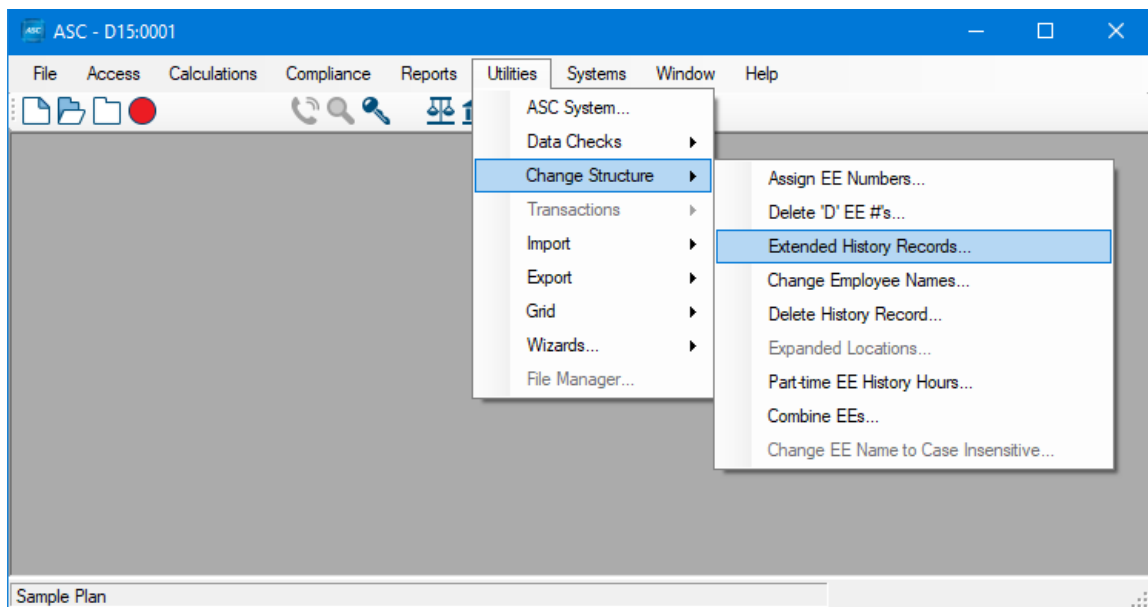 ASC ASC - D15:0001
File Access Calculations Compliance Reports Utilities Systems Window Help
ASC System...
Data Checks
Change Structure
Transactions
Import
Export
Grid
Wizards...
File Manager...
Assign EE Numbers...
Delete 'D' EE #'s...
Extended History Records...
Change Employee Names...
Delete History Record...
Expanded Locations...
Part-time EE History Hours...
Combine EEs...
Change EE Name to Case Insensitive...
Sample Plan